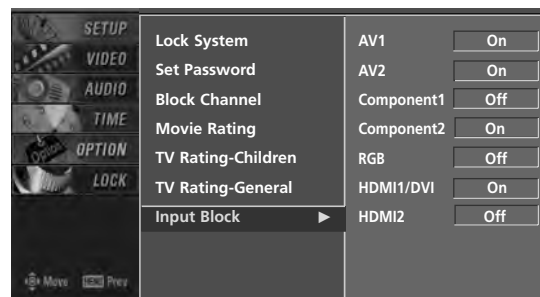 SETUP
VIDEO
AUDIO
TIME
OPTION
LOCK
Move MENU Prev
Lock System
Set Password
Block Channel
Movie Rating
TV Rating-Children
TV Rating-General
Input Block ▶
AV1 On
AV2 On
Component1 Off
Component2 On
RGB Off
HDMI1/DVI On
HDMI2 Off